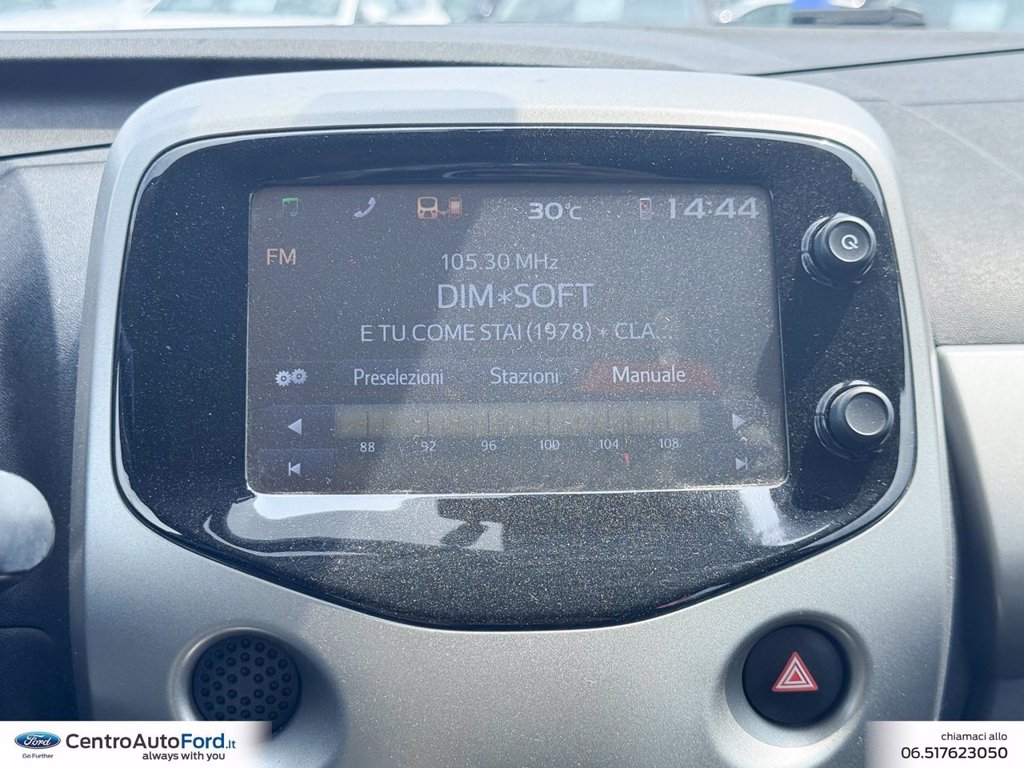 30°C 14:44
FM
105.30 MHz
DIM*SOFT
E TU COME STAI (1978) - CLA...
Preselezioni Stazioni Manuale
88 92 96 100 104 108
Ford CentroAutoFord.it
Go Further always with you
chiamaci allo
06.517623050